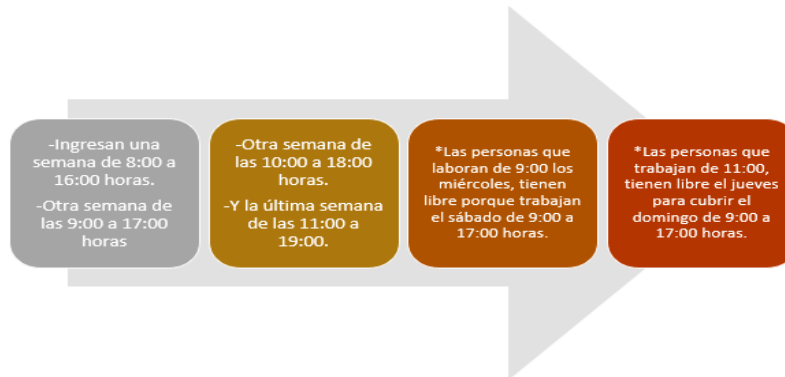 -Ingresan una
semana de 8:00 a
16:00 horas.
-Otra semana de
las 9:00 a 17:00
horas
-Otra semana de
las 10:00 a 18:00
horas.
-Y la última semana
de las 11:00 a
19:00.
*Las personas que
laboran de 9:00 los
miércoles, tienen
libre porque trabajan
el sábado de 9:00 a
17:00 horas.
*Las personas que
trabajan de 11:00,
tienen libre el jueves
para cubrir el
domingo de 9:00 a
17:00 horas.